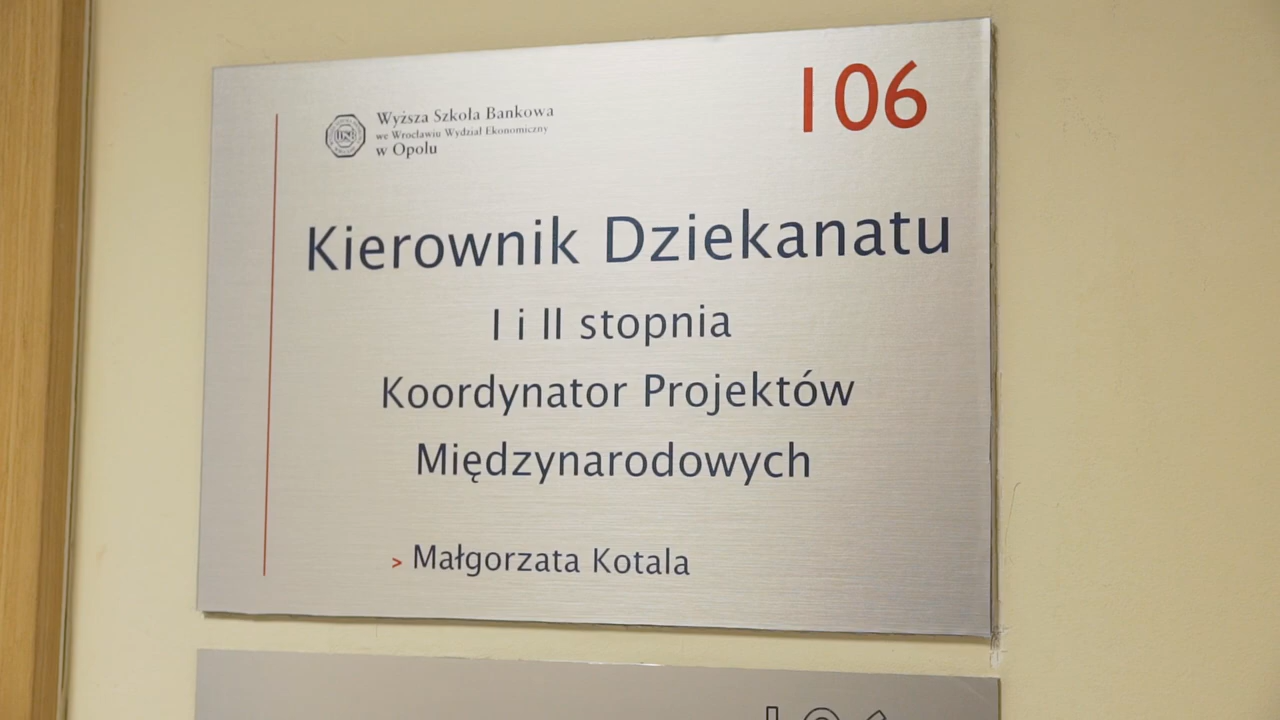 106
Wyższa Szkoła Bankowa
we Wrocławiu Wydział Ekonomiczny
w Opolu
Kierownik Dziekanatu
I i II stopnia
Koordynator Projektów
Międzynarodowych
> Małgorzata Kotala